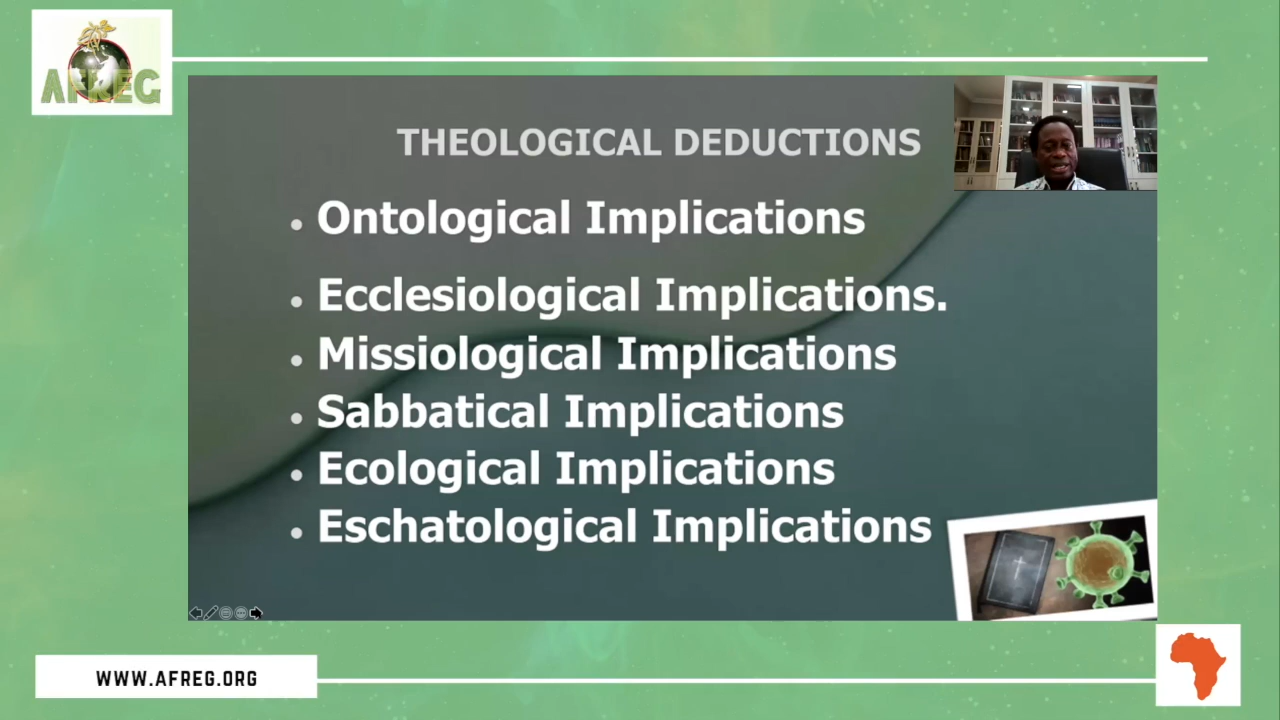 AFREG
THEOLOGICAL DEDUCTIONS
• Ontological Implications
• Ecclesiological Implications.
• Missiological Implications
• Sabbatical Implications
• Ecological Implications
• Eschatological Implications
WWW.AFREG.ORG